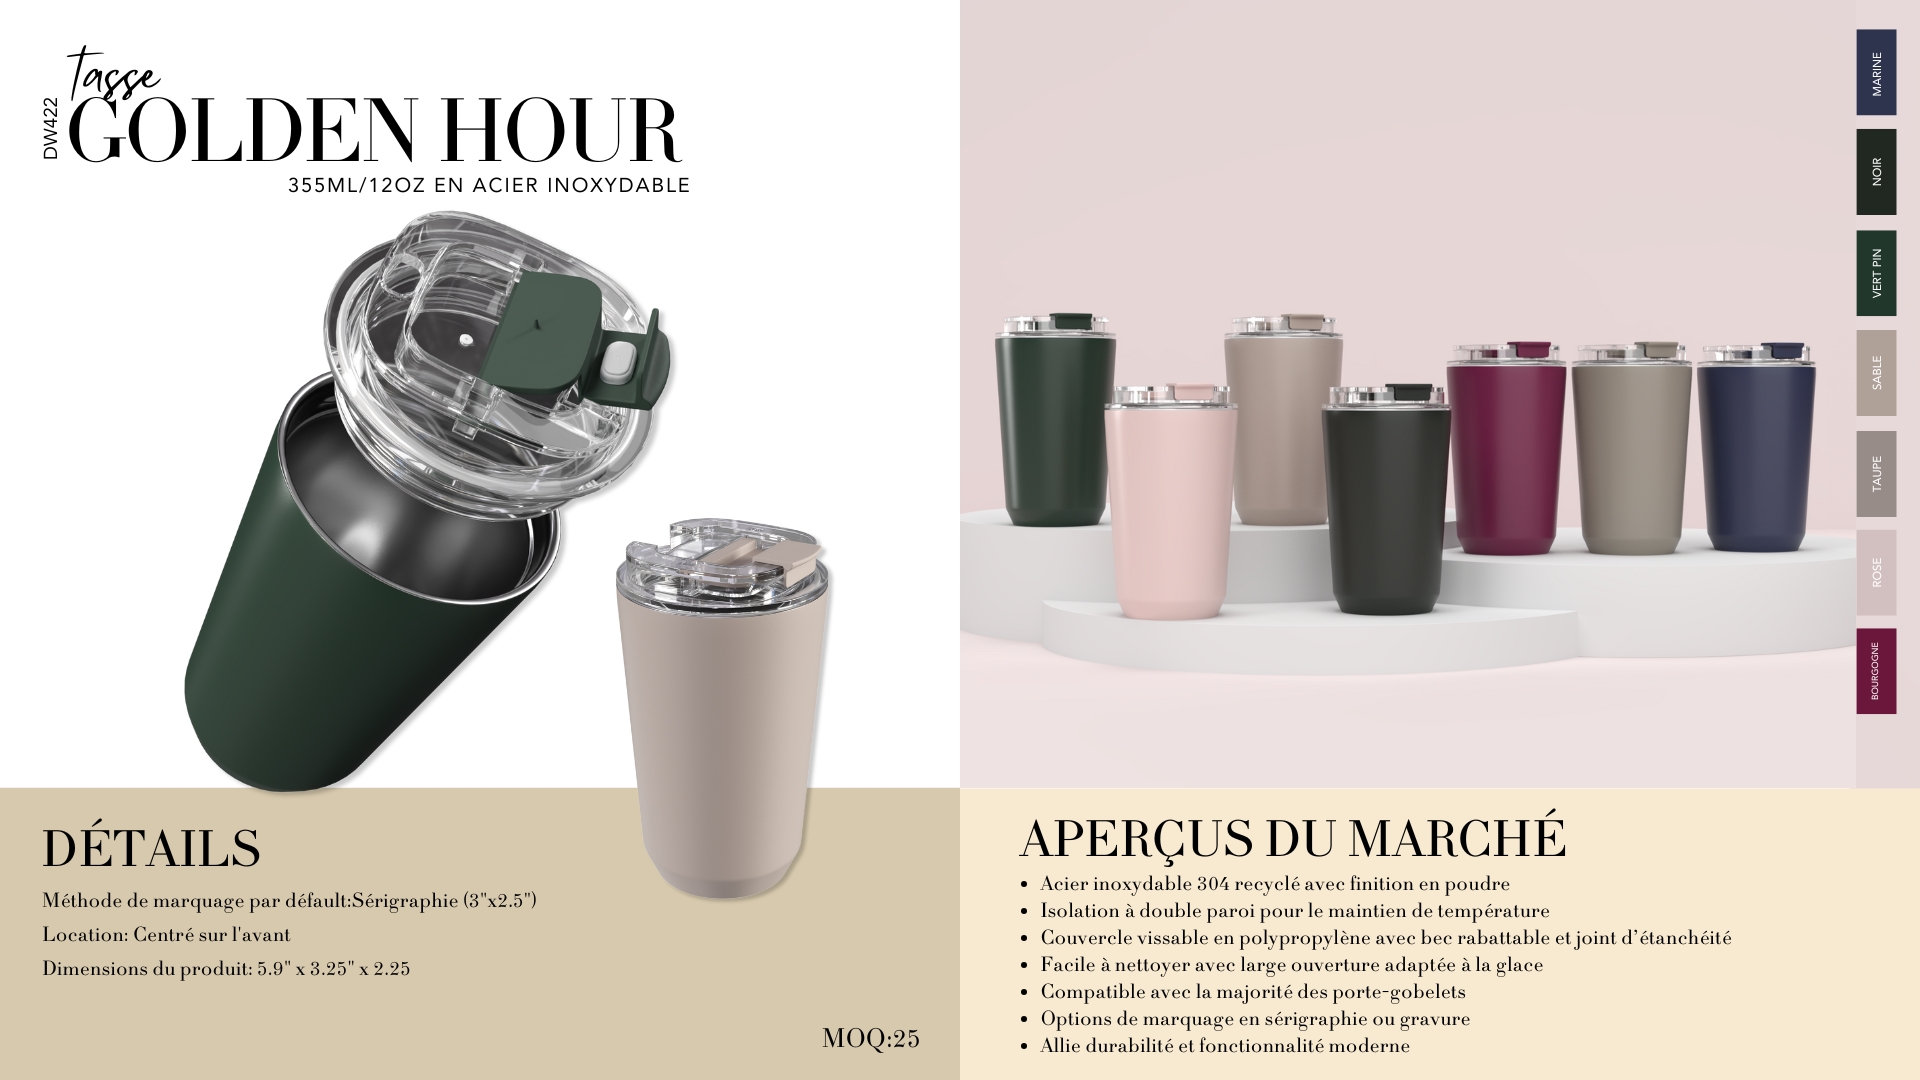 Tasse
DW422
GOLDEN HOUR
355ML/12OZ EN ACIER INOXYDABLE
DÉTAILS
Méthode de marquage par défault:Sérigraphie (3"x2.5")
Location: Centré sur l'avant
Dimensions du produit: 5.9" x 3.25" x 2.25
MOQ:25
MARINE
NOIR
VERT PIN
SABLE
TAUPE
ROSE
BOURGOGNE
APERÇUS DU MARCHÉ
• Acier inoxydable 304 recyclé avec finition en poudre
• Isolation à double paroi pour le maintien de température
• Couvercle vissable en polypropylène avec bec rabattable et joint d’étanchéité
• Facile à nettoyer avec large ouverture adaptée à la glace
• Compatible avec la majorité des porte-gobelets
• Options de marquage en sérigraphie ou gravure
• Allie durabilité et fonctionnalité moderne